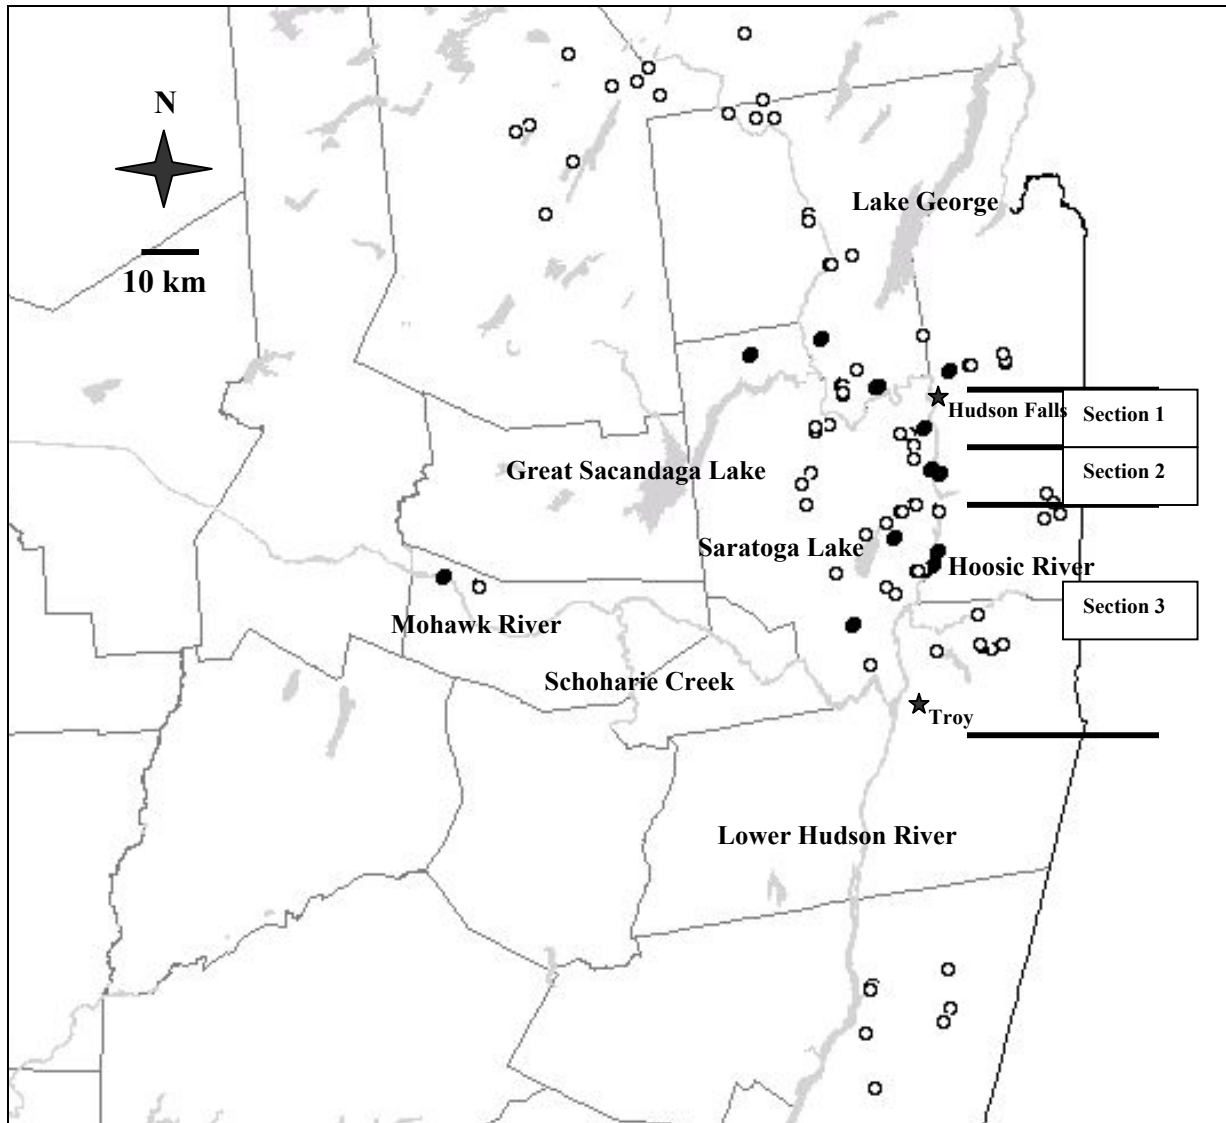 N
10 km
Lake George
Hudson Falls
Section 1
Great Sacandaga Lake
Section 2
Saratoga Lake
Hoosic River
Section 3
Mohawk River
Schoharie Creek
Troy
Lower Hudson River